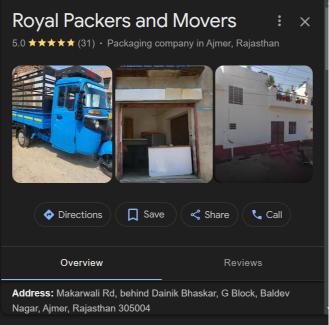 Royal Packers and Movers
5.0 ★★★★★ (31) · Packaging company in Ajmer, Rajasthan
Directions
Save
Share
Call
Overview
Reviews
Address: Makarwali Rd, behind Dainik Bhaskar, G Block, Baldev
Nagar, Ajmer, Rajasthan 305004